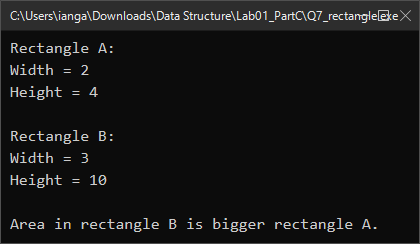 C:\Users\ianga\Downloads\Data Structure\Lab01_PartC\Q7_rectangle.exe
Rectangle A:
Width = 2
Height = 4
Rectangle B:
Width = 3
Height = 10
Area in rectangle B is bigger rectangle A.